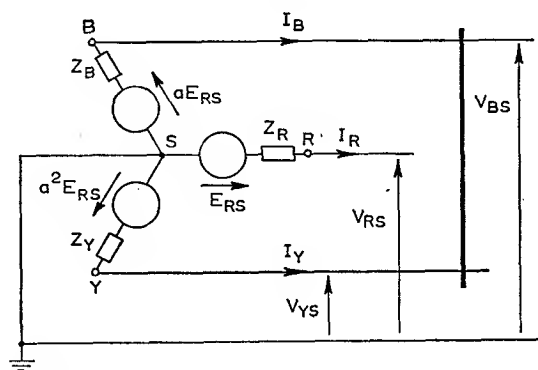 B
I_B
Z_B
aE_RS
V_BS
S
Z_R
R
I_R
a²E_RS
E_RS
V_RS
Z_Y
Y
I_Y
V_YS